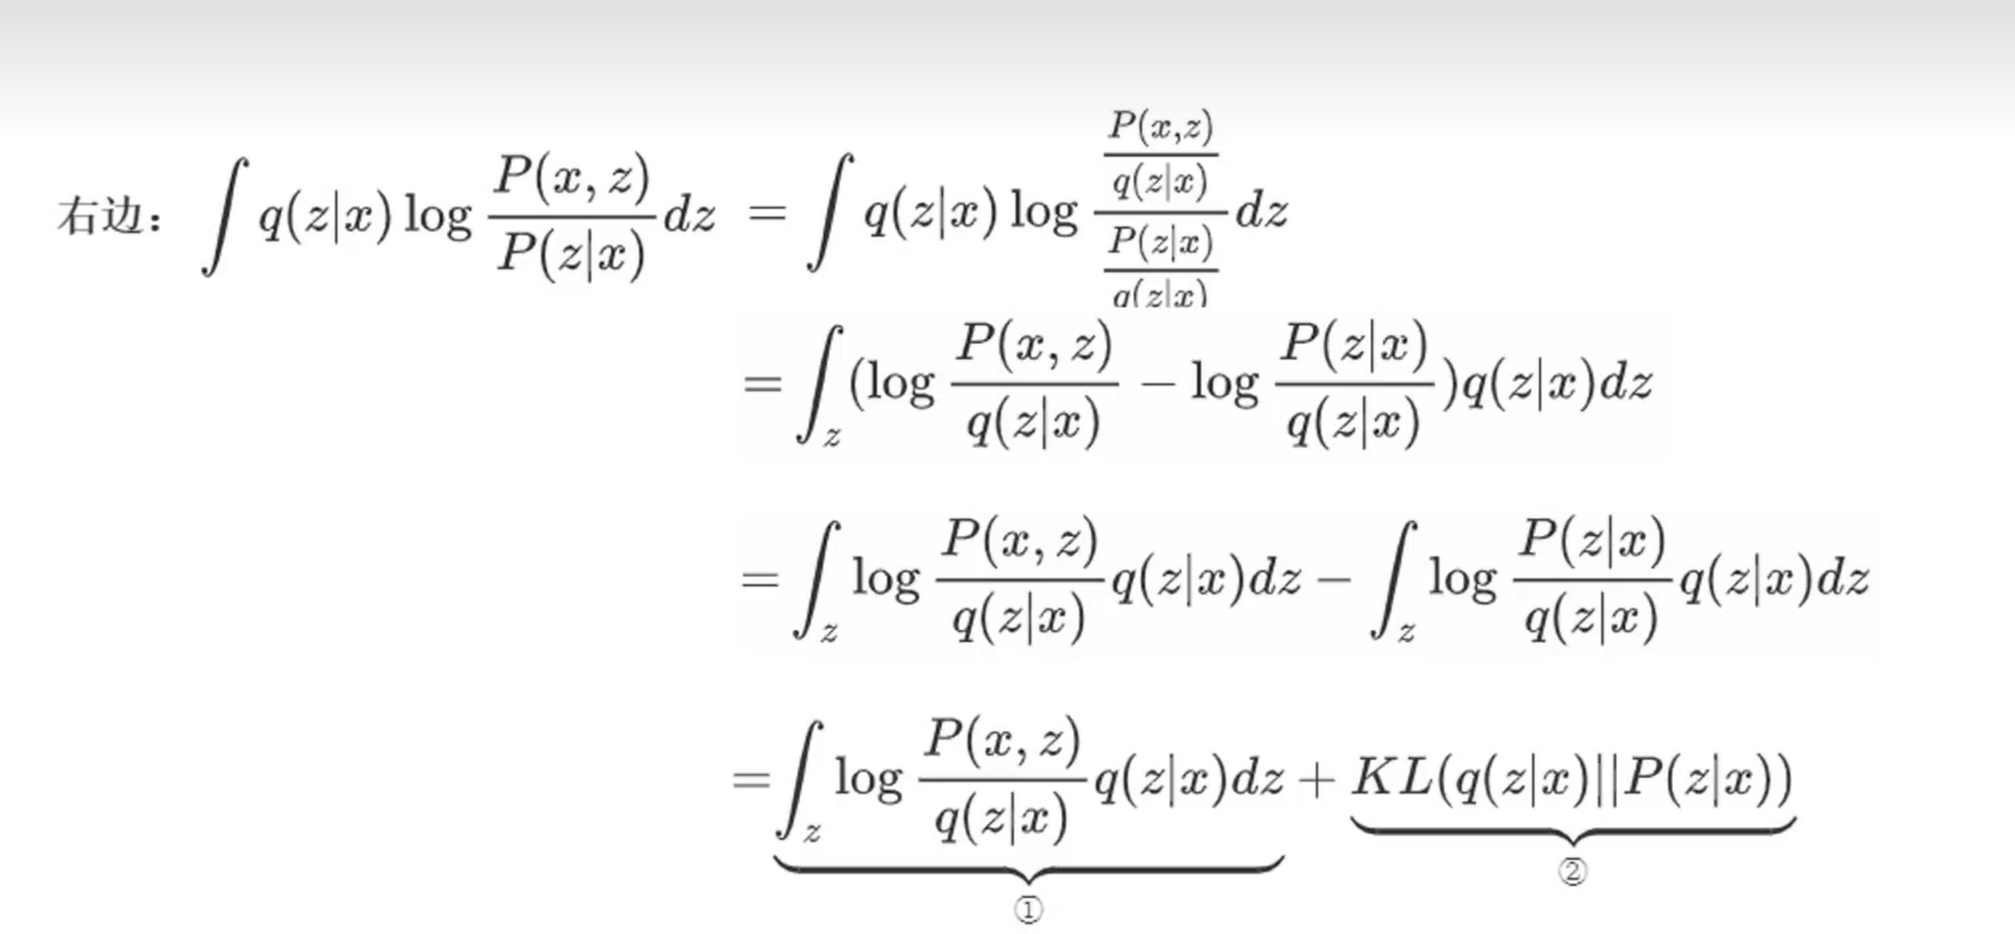 右边： ∫ q(z|x) log P(x, z)/P(z|x) dz = ∫ q(z|x) log (P(x,z)/q(z|x))/(P(z|x)/q(z|x)) dz
= ∫_z (log P(x, z)/q(z|x) − log P(z|x)/q(z|x))q(z|x)dz
= ∫_z log P(x, z)/q(z|x) q(z|x)dz − ∫_z log P(z|x)/q(z|x) q(z|x)dz
= ∫_z log P(x, z)/q(z|x) q(z|x)dz + KL(q(z|x)||P(z|x))
① ②